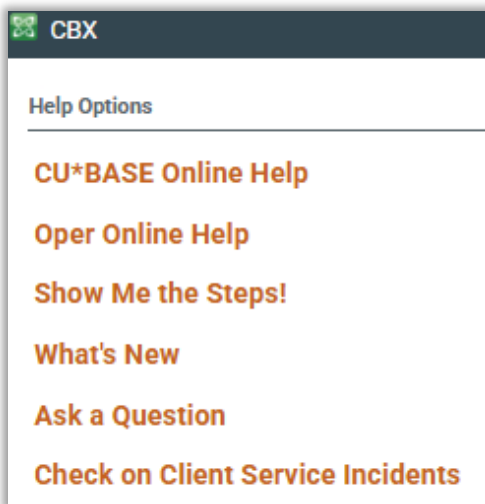 CBX
Help Options
CU*BASE Online Help
Oper Online Help
Show Me the Steps!
What's New
Ask a Question
Check on Client Service Incidents